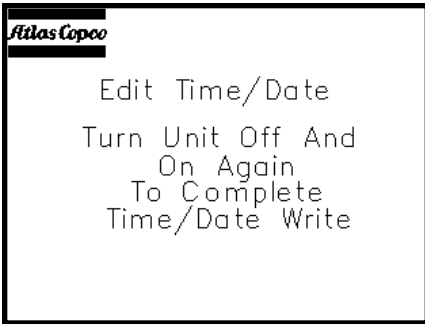 Atlas Copco
Edit Time/Date
Turn Unit Off And
On Again
To Complete
Time/Date Write